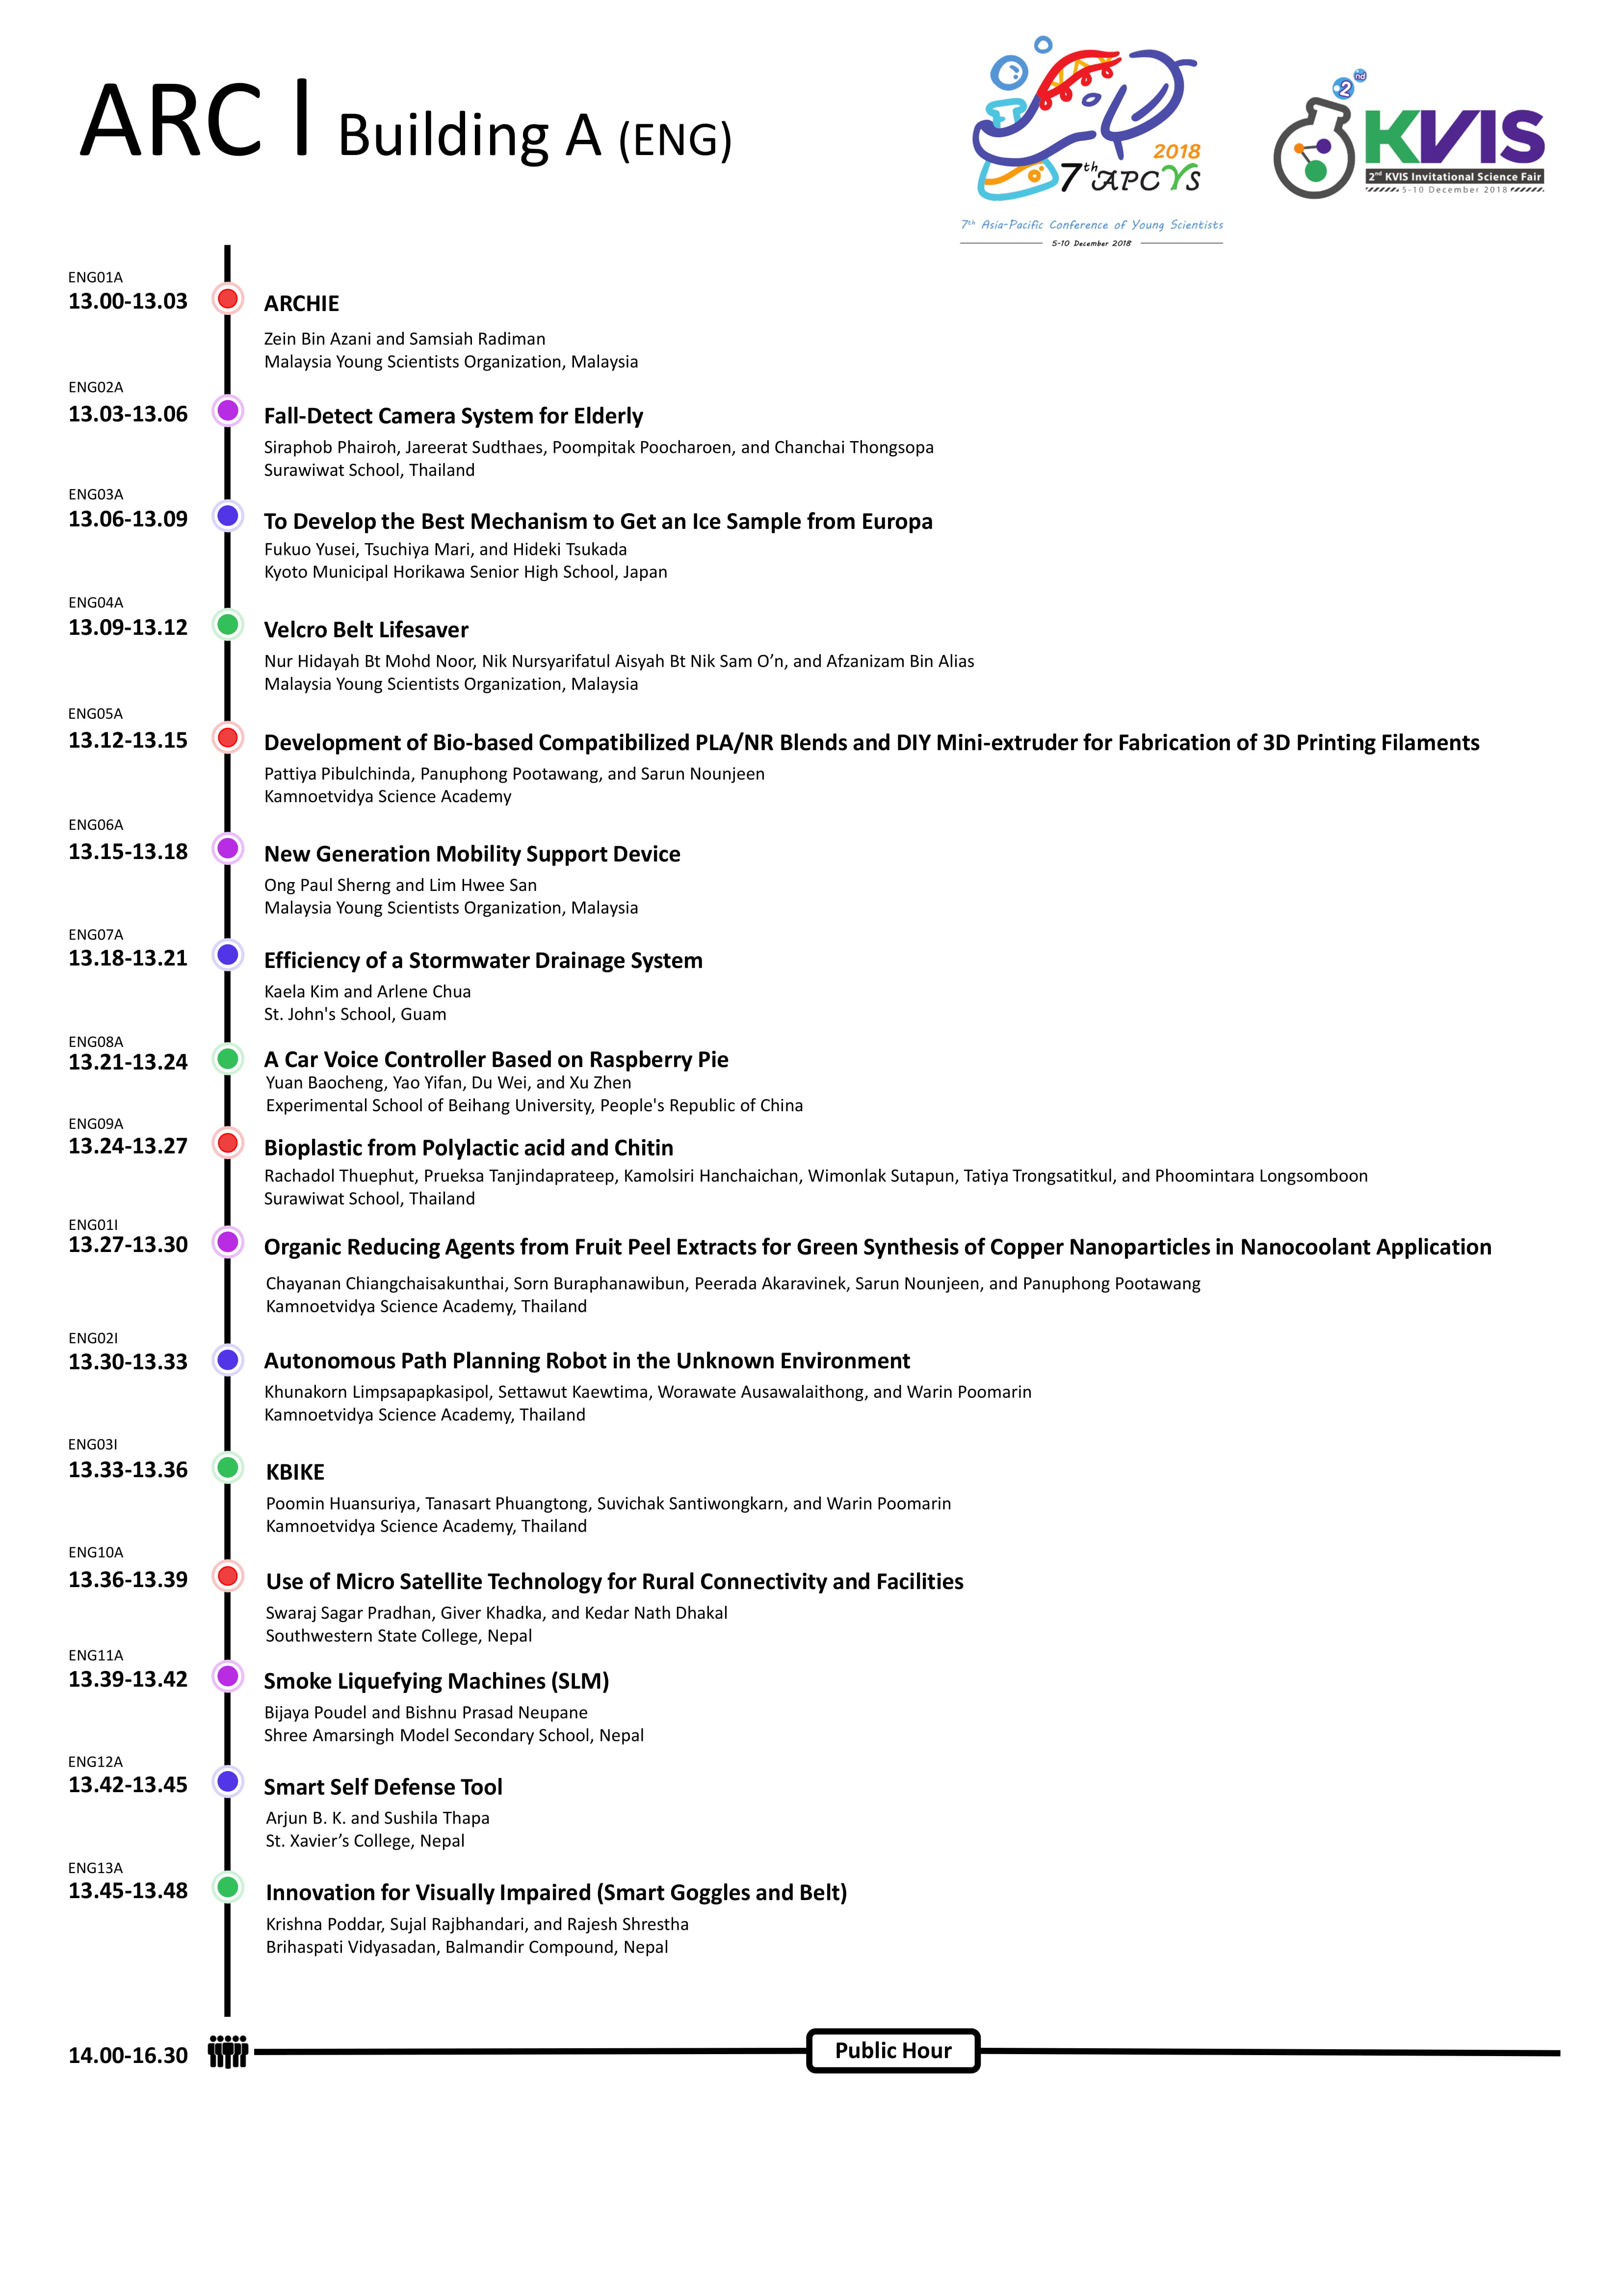 ARC | Building A (ENG)
2018
7th APCYS
7th Asia-Pacific Conference of Young Scientists
5-10 December 2018
2nd
KVIS
2nd KVIS Invitational Science Fair
5-10 December 2018
ENG01A
13.00-13.03
ARCHIE
Zein Bin Azani and Samsiah Radiman
Malaysia Young Scientists Organization, Malaysia
ENG02A
13.03-13.06
Fall-Detect Camera System for Elderly
Siraphob Phairoh, Jareerat Sudthaes, Poompitak Poocharoen, and Chanchai Thongsopa
Surawiwat School, Thailand
ENG03A
13.06-13.09
To Develop the Best Mechanism to Get an Ice Sample from Europa
Fukuo Yusei, Tsuchiya Mari, and Hideki Tsukada
Kyoto Municipal Horikawa Senior High School, Japan
ENG04A
13.09-13.12
Velcro Belt Lifesaver
Nur Hidayah Bt Mohd Noor, Nik Nursyarifatul Aisyah Bt Nik Sam O’n, and Afzanizam Bin Alias
Malaysia Young Scientists Organization, Malaysia
ENG05A
13.12-13.15
Development of Bio-based Compatibilized PLA/NR Blends and DIY Mini-extruder for Fabrication of 3D Printing Filaments
Pattiya Pibulchinda, Panuphong Pootawang, and Sarun Nounjeen
Kamnoetvidya Science Academy
ENG06A
13.15-13.18
New Generation Mobility Support Device
Ong Paul Sherng and Lim Hwee San
Malaysia Young Scientists Organization, Malaysia
ENG07A
13.18-13.21
Efficiency of a Stormwater Drainage System
Kaela Kim and Arlene Chua
St. John's School, Guam
ENG08A
13.21-13.24
A Car Voice Controller Based on Raspberry Pie
Yuan Baocheng, Yao Yifan, Du Wei, and Xu Zhen
Experimental School of Beihang University, People's Republic of China
ENG09A
13.24-13.27
Bioplastic from Polylactic acid and Chitin
Rachadol Thuephut, Prueksa Tanjindaprateep, Kamolsiri Hanchaichan, Wimonlak Sutapun, Tatiya Trongsatitkul, and Phoomintara Longsomboon
Surawiwat School, Thailand
ENG01I
13.27-13.30
Organic Reducing Agents from Fruit Peel Extracts for Green Synthesis of Copper Nanoparticles in Nanocoolant Application
Chayanan Chiangchaisakunthai, Sorn Buraphanawibun, Peerada Akaravinek, Sarun Nounjeen, and Panuphong Pootawang
Kamnoetvidya Science Academy, Thailand
ENG02I
13.30-13.33
Autonomous Path Planning Robot in the Unknown Environment
Khunakorn Limpsapapkasipol, Settawut Kaewtima, Worawate Ausawalaithong, and Warin Poomarin
Kamnoetvidya Science Academy, Thailand
ENG03I
13.33-13.36
KBIKE
Poomin Huansuriya, Tanasart Phuangtong, Suvichak Santiwongkarn, and Warin Poomarin
Kamnoetvidya Science Academy, Thailand
ENG10A
13.36-13.39
Use of Micro Satellite Technology for Rural Connectivity and Facilities
Swaraj Sagar Pradhan, Giver Khadka, and Kedar Nath Dhakal
Southwestern State College, Nepal
ENG11A
13.39-13.42
Smoke Liquefying Machines (SLM)
Bijaya Poudel and Bishnu Prasad Neupane
Shree Amarsingh Model Secondary School, Nepal
ENG12A
13.42-13.45
Smart Self Defense Tool
Arjun B. K. and Sushila Thapa
St. Xavier’s College, Nepal
ENG13A
13.45-13.48
Innovation for Visually Impaired (Smart Goggles and Belt)
Krishna Poddar, Sujal Rajbhandari, and Rajesh Shrestha
Brihaspati Vidyasadan, Balmandir Compound, Nepal
14.00-16.30
Public Hour